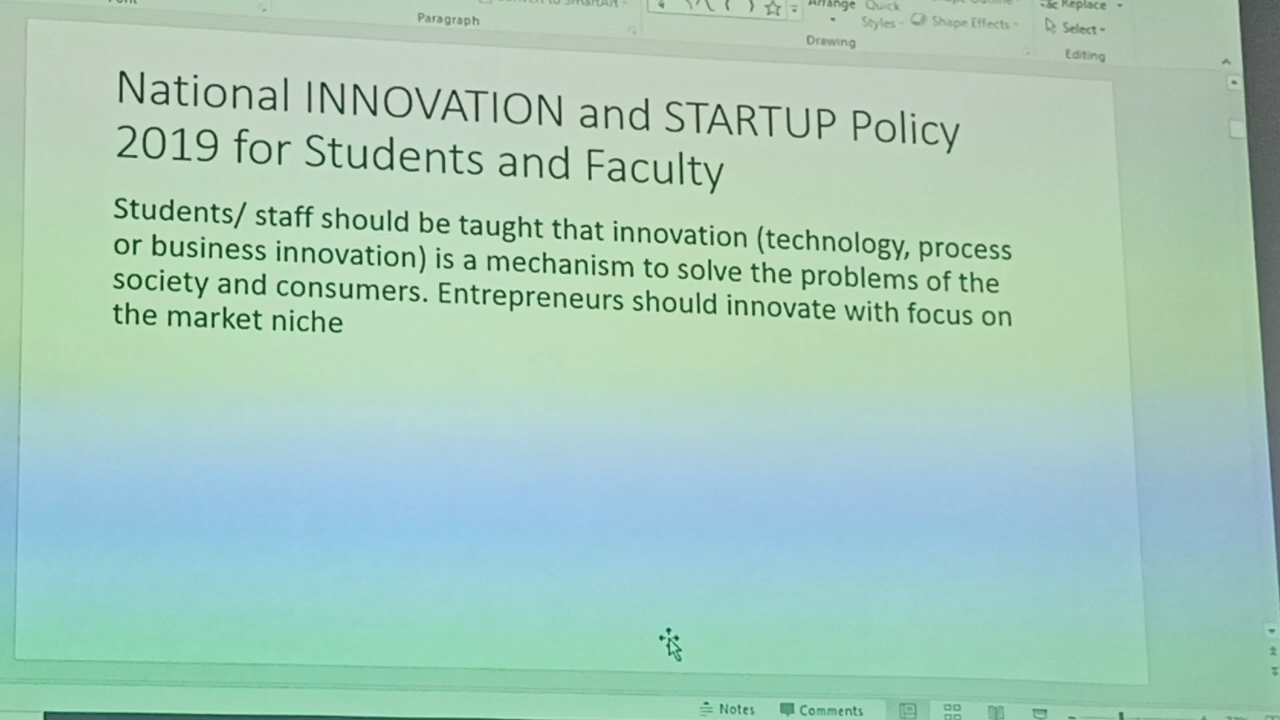 Paragraph
Arrange
Quick
Styles
Shape Effects
Drawing
Replace
Select
Editing
National INNOVATION and STARTUP Policy
2019 for Students and Faculty
Students/ staff should be taught that innovation (technology, process
or business innovation) is a mechanism to solve the problems of the
society and consumers. Entrepreneurs should innovate with focus on
the market niche
Notes
Comments